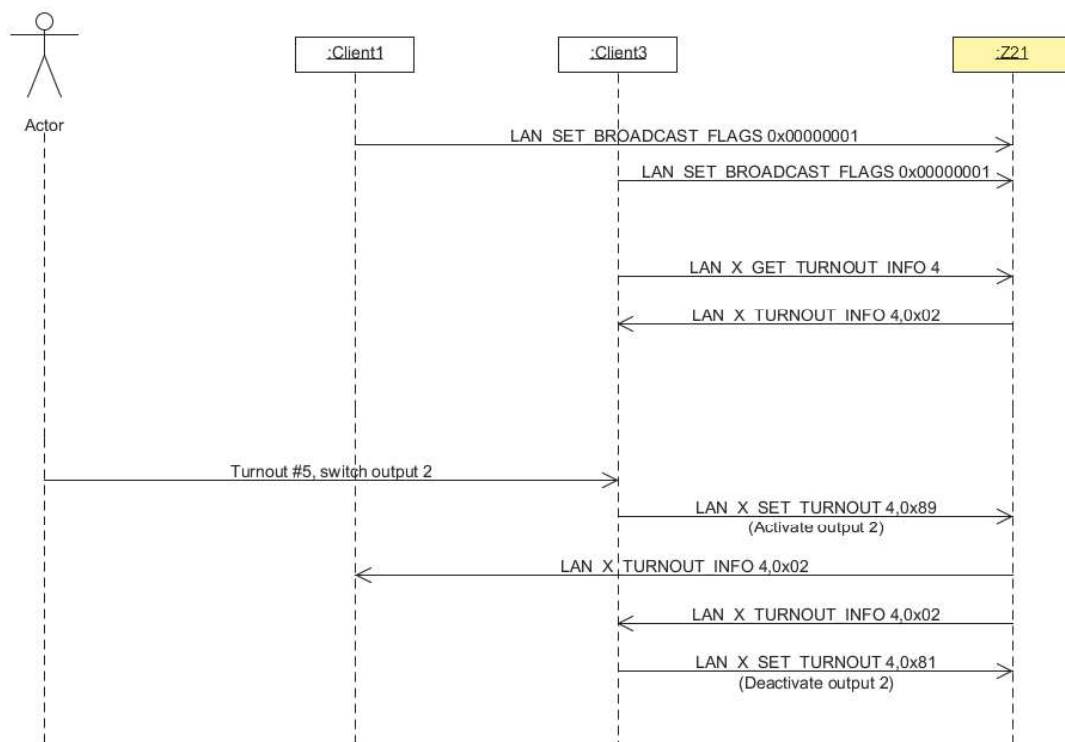 :Client1
:Client3
:Z21
Actor
LAN_SET_BROADCAST_FLAGS 0x00000001
LAN_SET_BROADCAST_FLAGS 0x00000001
LAN_X_GET_TURNOUT_INFO 4
LAN_X_TURNOUT_INFO 4,0x02
Turnout #5, switch output 2
LAN_X_SET_TURNOUT 4,0x89
(Activate output 2)
LAN_X_TURNOUT_INFO 4,0x02
LAN_X_TURNOUT_INFO 4,0x02
LAN_X_SET_TURNOUT 4,0x81
(Deactivate output 2)